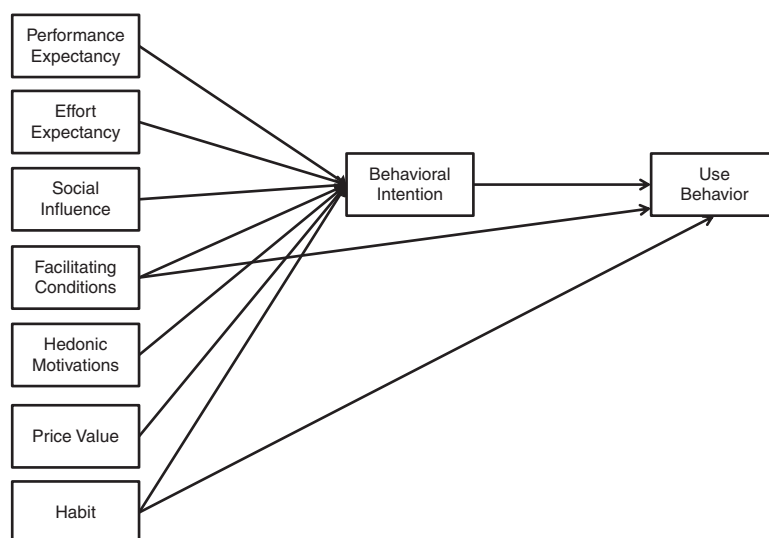 Performance
Expectancy
Effort
Expectancy
Social
Influence
Facilitating
Conditions
Hedonic
Motivations
Price Value
Habit
Behavioral
Intention
Use
Behavior